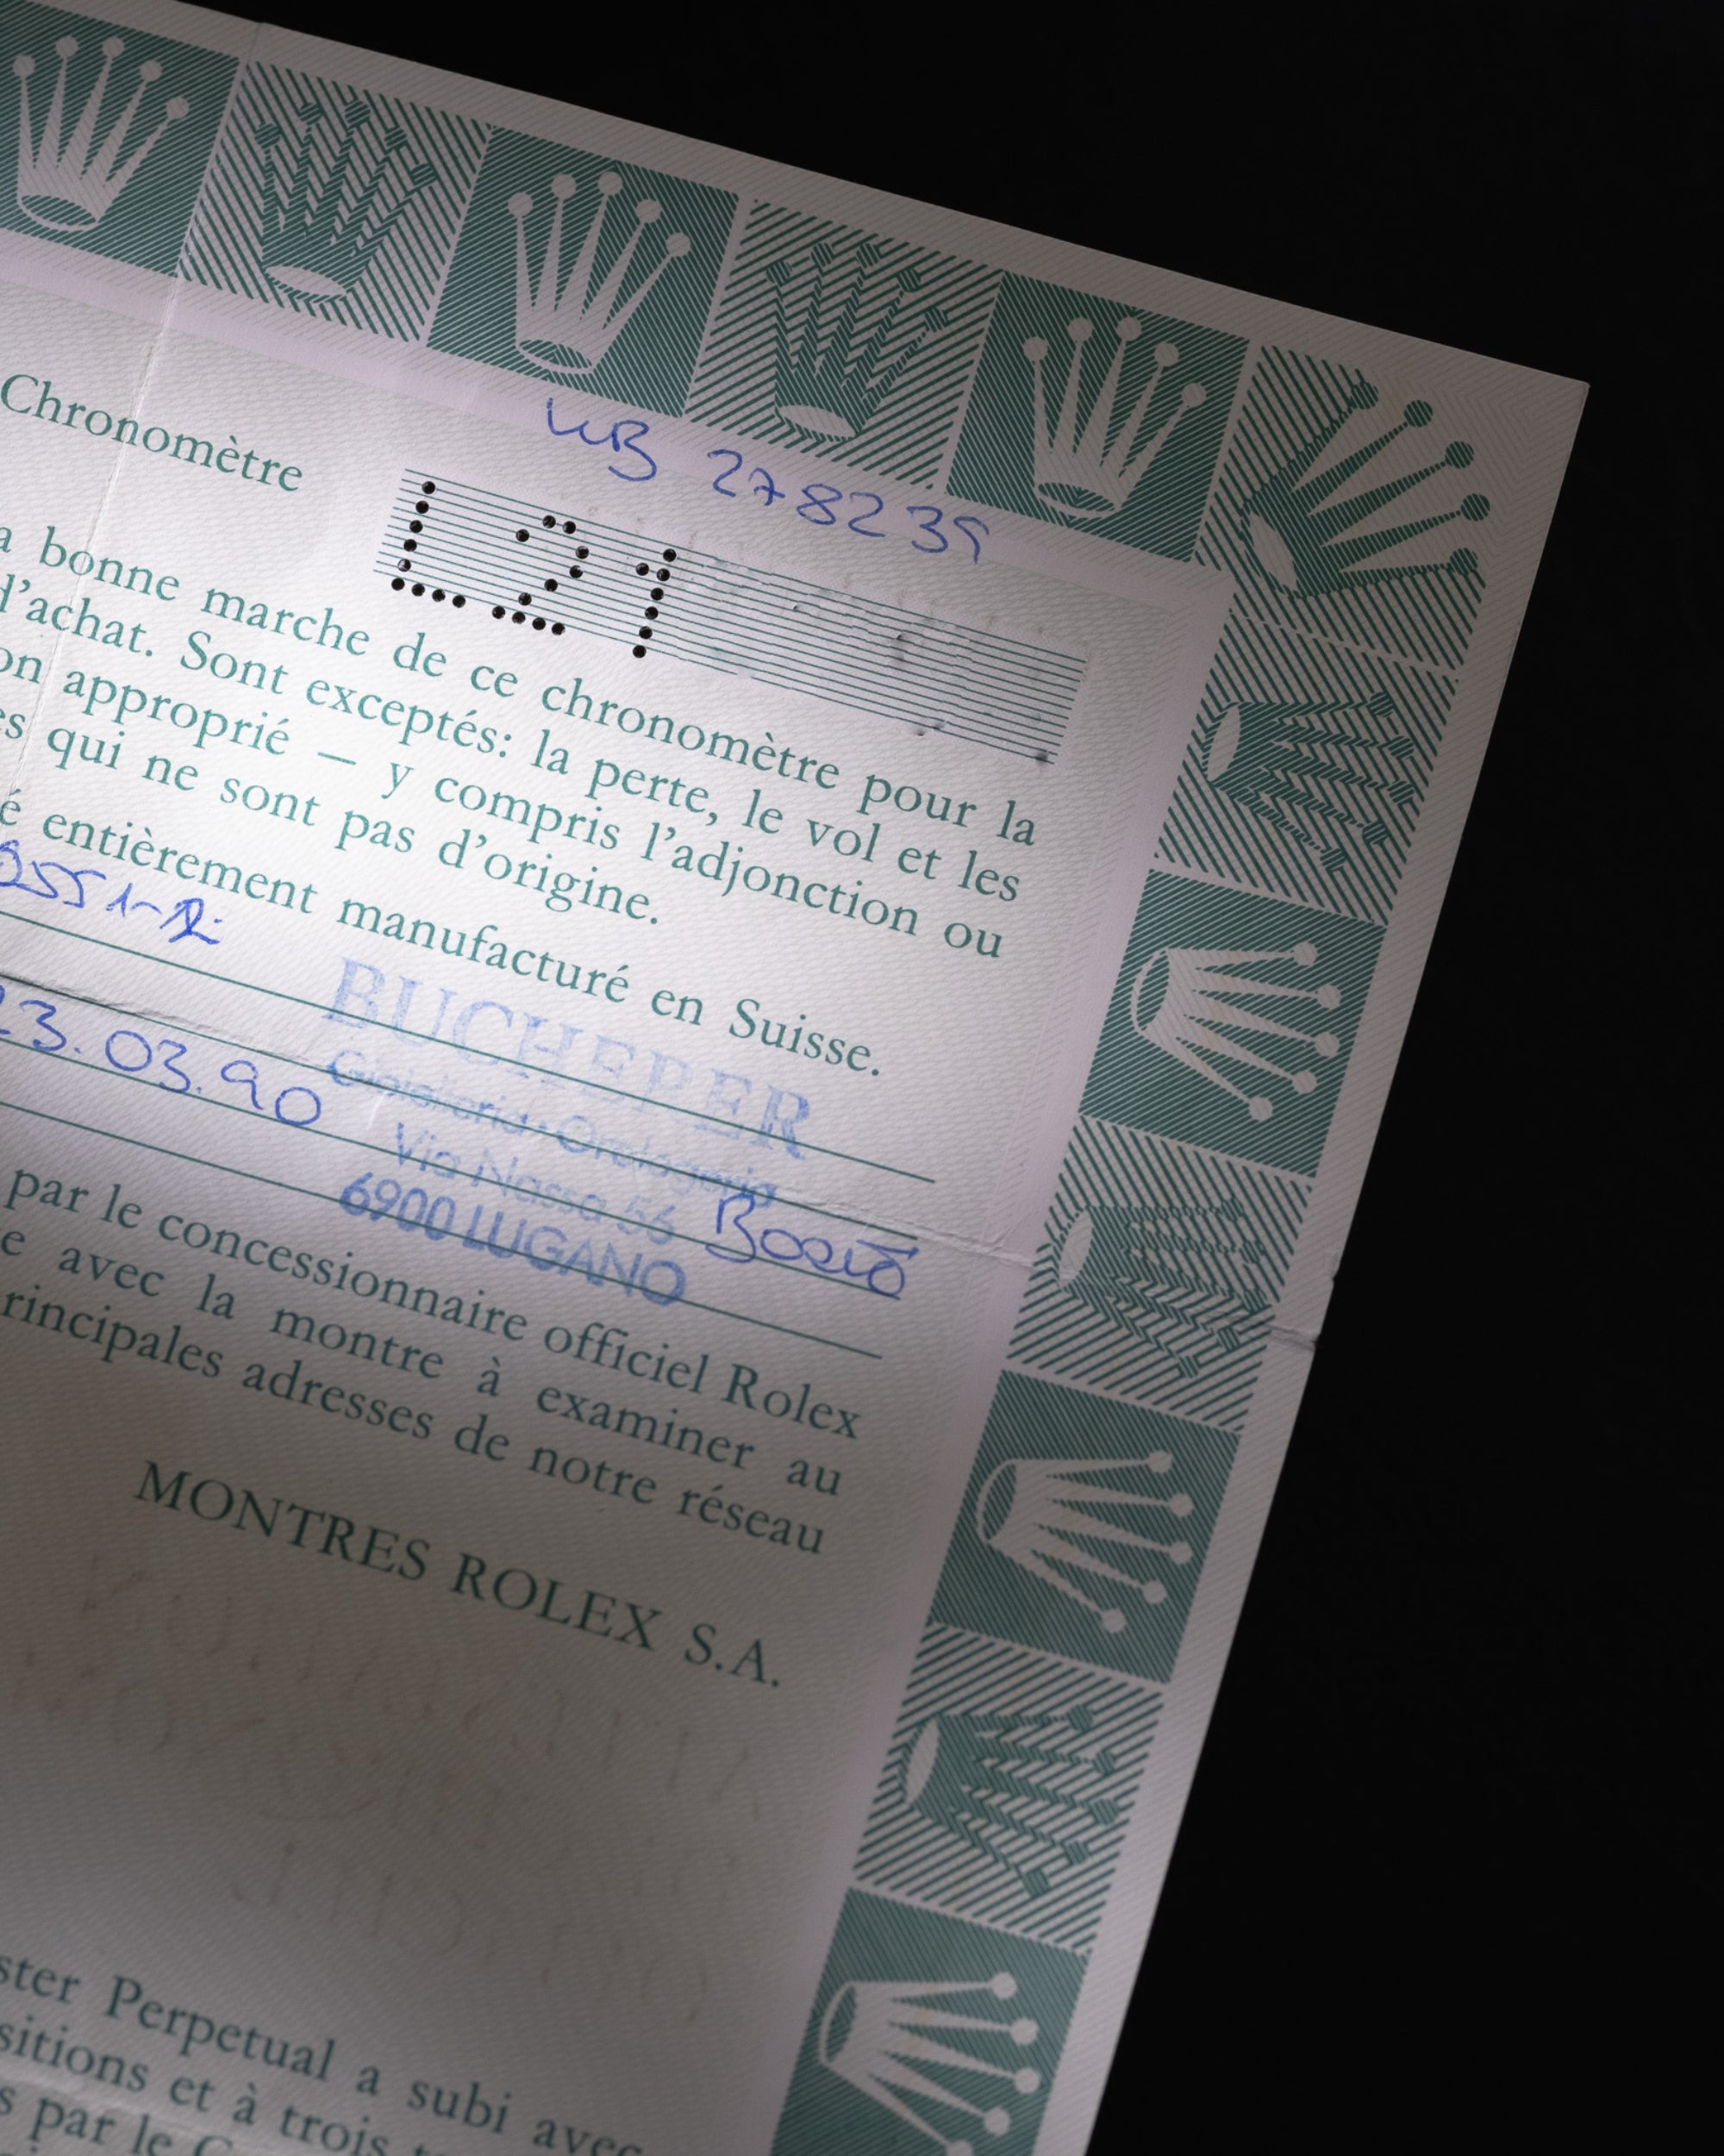 WB 278239
Chronomètre
L21
a bonne marche de ce chronomètre pour la
d'achat. Sont exceptés: la perte, le vol et les
on approprié – y compris l'adjonction ou
es qui ne sont pas d'origine.
é entièrement manufacturé en Suisse.
BUCHERER
Gioielleria-Orologeria
23.03.90
Via Nassa 56
6900 LUGANO
par le concessionnaire officiel Rolex
e avec la montre à examiner au
rincipales adresses de notre réseau
MONTRES ROLEX S.A.
ster Perpetual a subi avec
sitions et à trois
s par le